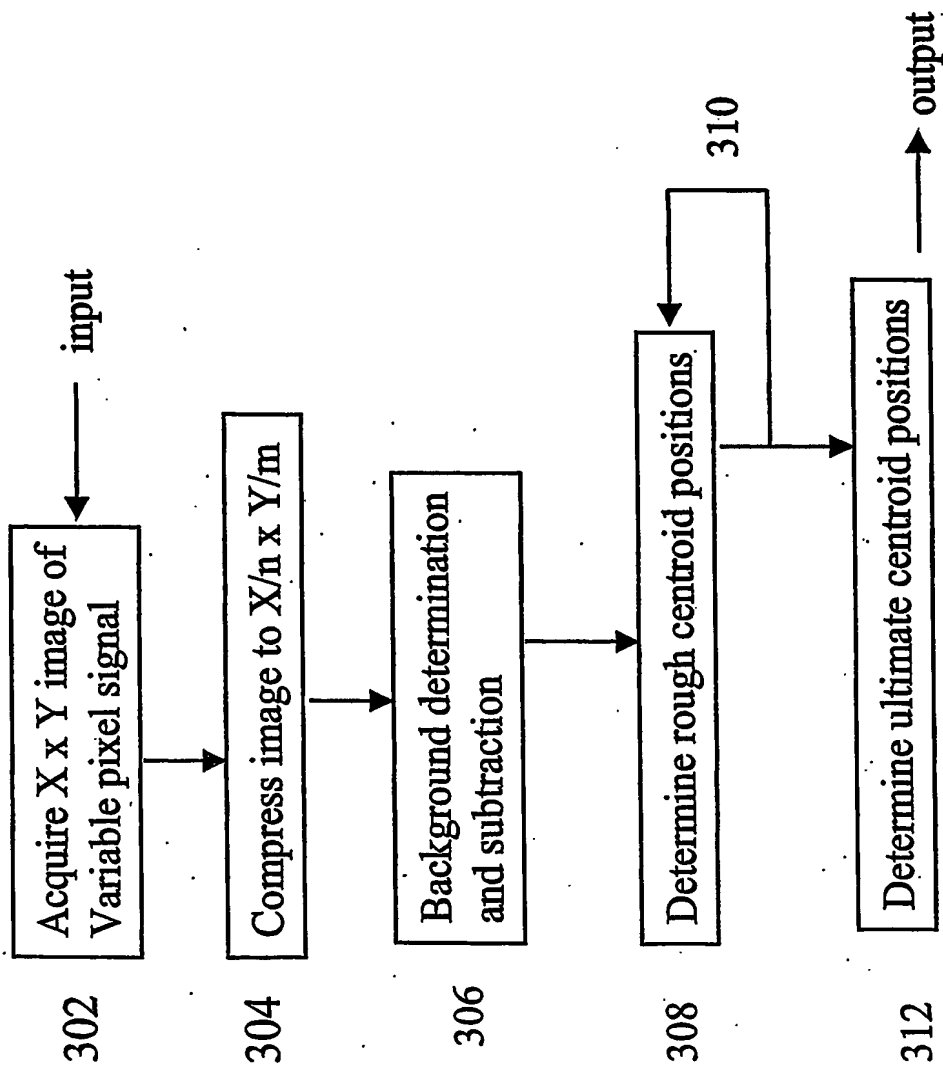 302
Acquire X x Y image of
Variable pixel signal
input
304
Compress image to X/n x Y/m
306
Background determination
and subtraction
308
Determine rough centroid positions
310
312
Determine ultimate centroid positions
output